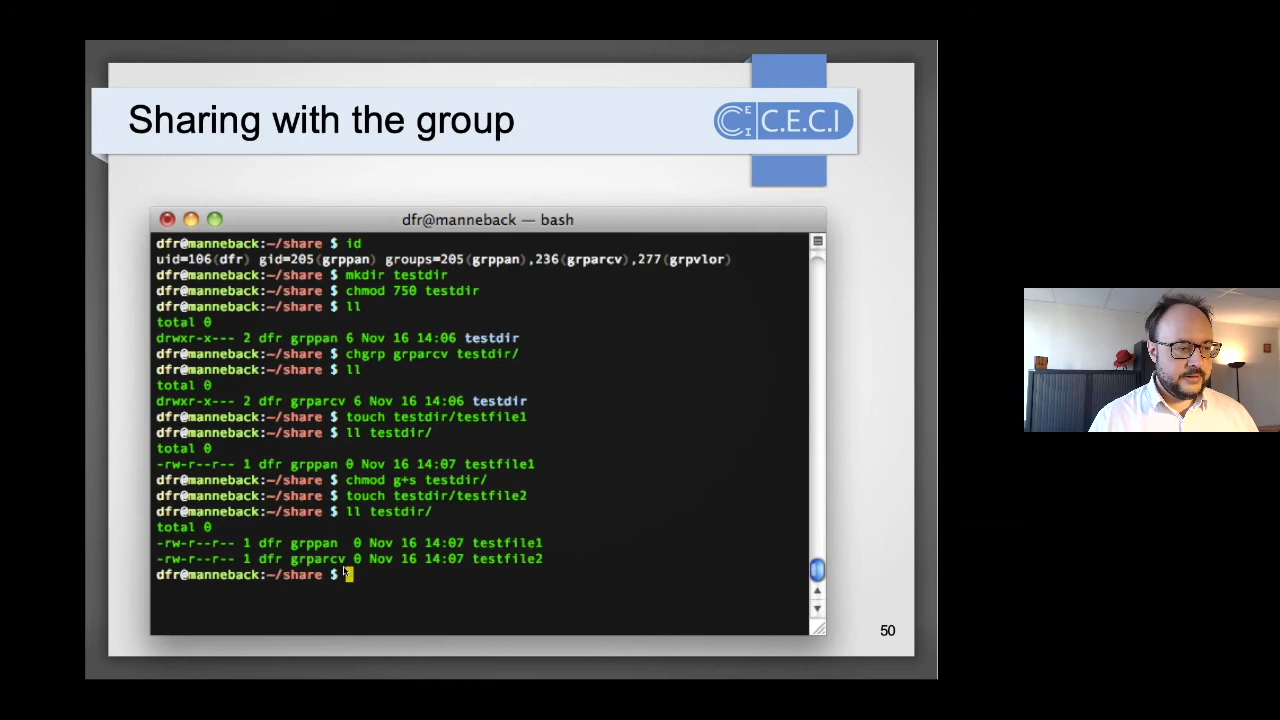 Sharing with the group
C E C I C.E.C.I
dfr@manneback — bash
dfr@manneback:~/share $ id
uid=106(dfr) gid=205(grppan) groups=205(grppan),236(grparcv),277(grpvlor)
dfr@manneback:~/share $ mkdir testdir
dfr@manneback:~/share $ chmod 750 testdir
dfr@manneback:~/share $ ll
total 0
drwxr-x--- 2 dfr grppan 6 Nov 16 14:06 testdir
dfr@manneback:~/share $ chgrp grparcv testdir/
dfr@manneback:~/share $ ll
total 0
drwxr-x--- 2 dfr grparcv 6 Nov 16 14:06 testdir
dfr@manneback:~/share $ touch testdir/testfile1
dfr@manneback:~/share $ ll testdir/
total 0
-rw-r--r-- 1 dfr grppan 0 Nov 16 14:07 testfile1
dfr@manneback:~/share $ chmod g+s testdir/
dfr@manneback:~/share $ touch testdir/testfile2
dfr@manneback:~/share $ ll testdir/
total 0
-rw-r--r-- 1 dfr grppan  0 Nov 16 14:07 testfile1
-rw-r--r-- 1 dfr grparcv 0 Nov 16 14:07 testfile2
dfr@manneback:~/share $
50